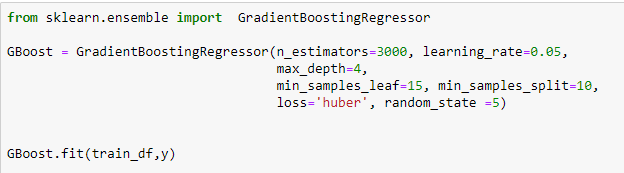 from sklearn.ensemble import  GradientBoostingRegressor
GBoost = GradientBoostingRegressor(n_estimators=3000, learning_rate=0.05,
max_depth=4,
min_samples_leaf=15, min_samples_split=10,
loss='huber', random_state =5)
GBoost.fit(train_df,y)